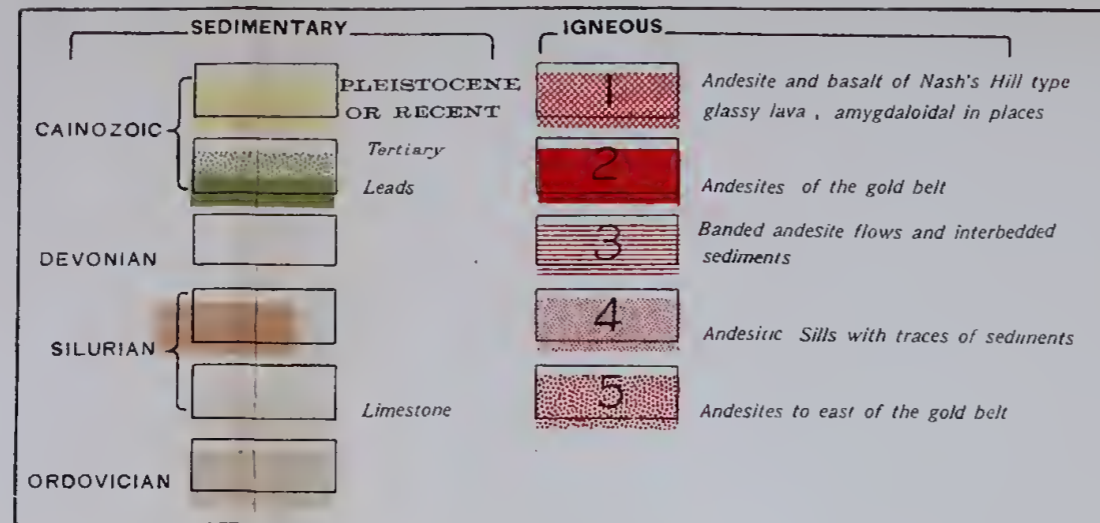 SEDIMENTARY
CAINOZOIC
PLEISTOCENE
OR RECENT
Tertiary
Leads
DEVONIAN
SILURIAN
Limestone
ORDOVICIAN
IGNEOUS
1
Andesite and basalt of Nash's Hill type
glassy lava, amygdaloidal in places
2
Andesites of the gold belt
3
Banded andesite flows and interbedded
sediments
4
Andesitic Sills with traces of sediments
5
Andesites to east of the gold belt